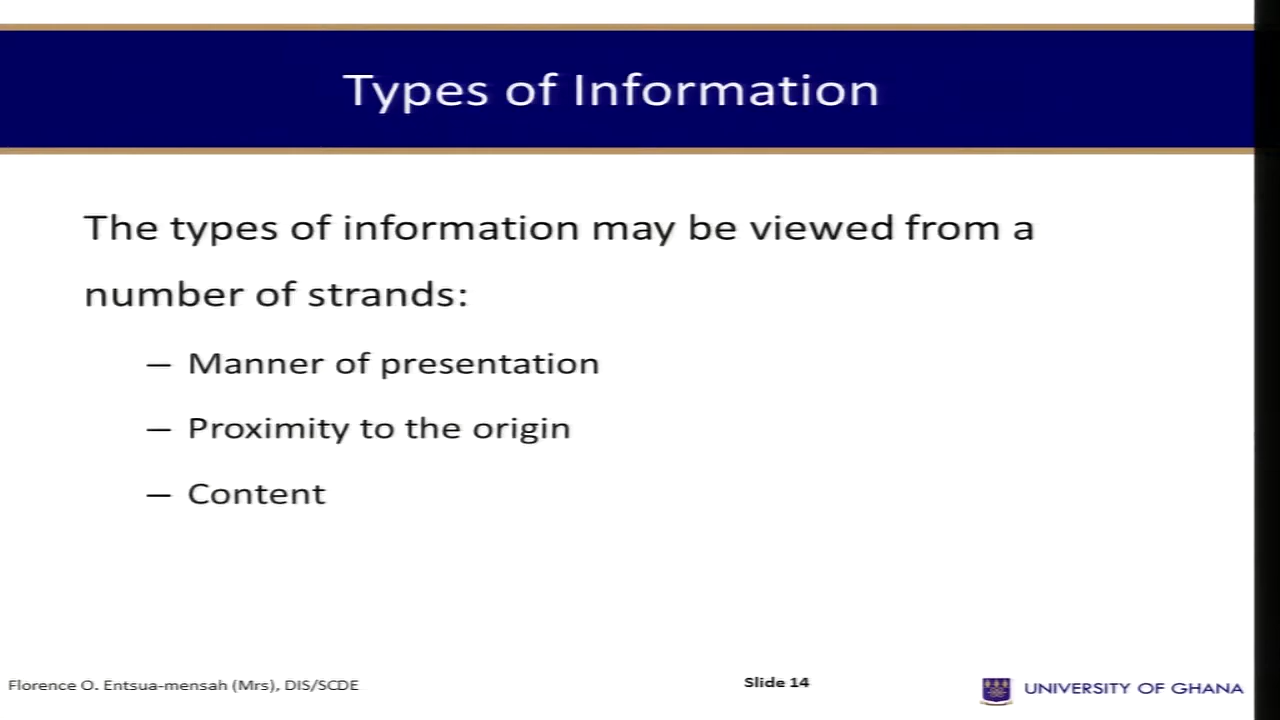 Types of Information
The types of information may be viewed from a
number of strands:
– Manner of presentation
– Proximity to the origin
– Content
Florence O. Entsua-mensah (Mrs), DIS/SCDE
Slide 14
UNIVERSITY OF GHANA